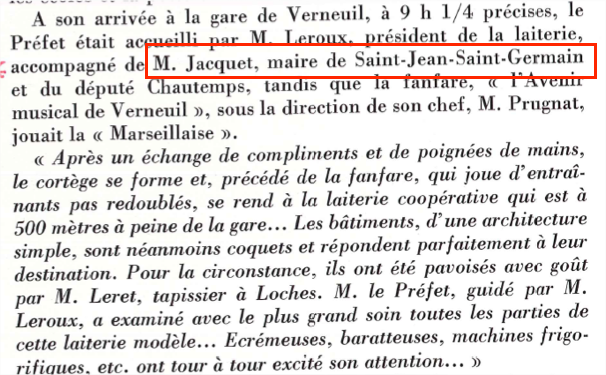 A son arrivée à la gare de Verneuil, à 9 h 1/4 précises, le
Préfet était accueilli par M. Leroux, président de la laiterie,
accompagné de M. Jacquet, maire de Saint-Jean-Saint-Germain
et du député Chautemps, tandis que la fanfare, « l'Avenir
musical de Verneuil », sous la direction de son chef, M. Prugnat,
jouait la « Marseillaise ».
« Après un échange de compliments et de poignées de mains,
le cortège se forme et, précédé de la fanfare, qui joue d'entraî-
nants pas redoublés, se rend à la laiterie coopérative qui est à
500 mètres à peine de la gare... Les bâtiments, d'une architecture
simple, sont néanmoins coquets et répondent parfaitement à leur
destination. Pour la circonstance, ils ont été pavoisés avec goût
par M. Leret, tapissier à Loches. M. le Préfet, guidé par M.
Leroux, a examiné avec le plus grand soin toutes les parties de
cette laiterie modèle... Ecrémeuses, baratteuses, machines frigo-
rifiques, etc. ont tour à tour excité son attention... »